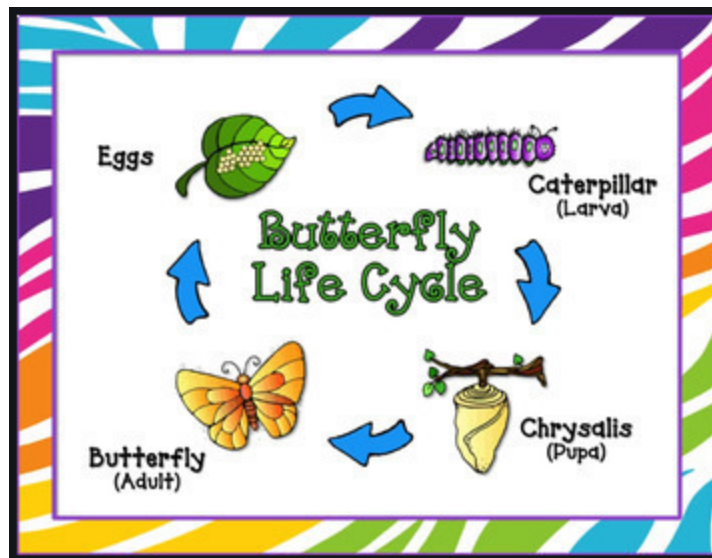 Eggs
Caterpillar
(Larva)
Butterfly
Life Cycle
Butterfly
(Adult)
Chrysalis
(Pupa)